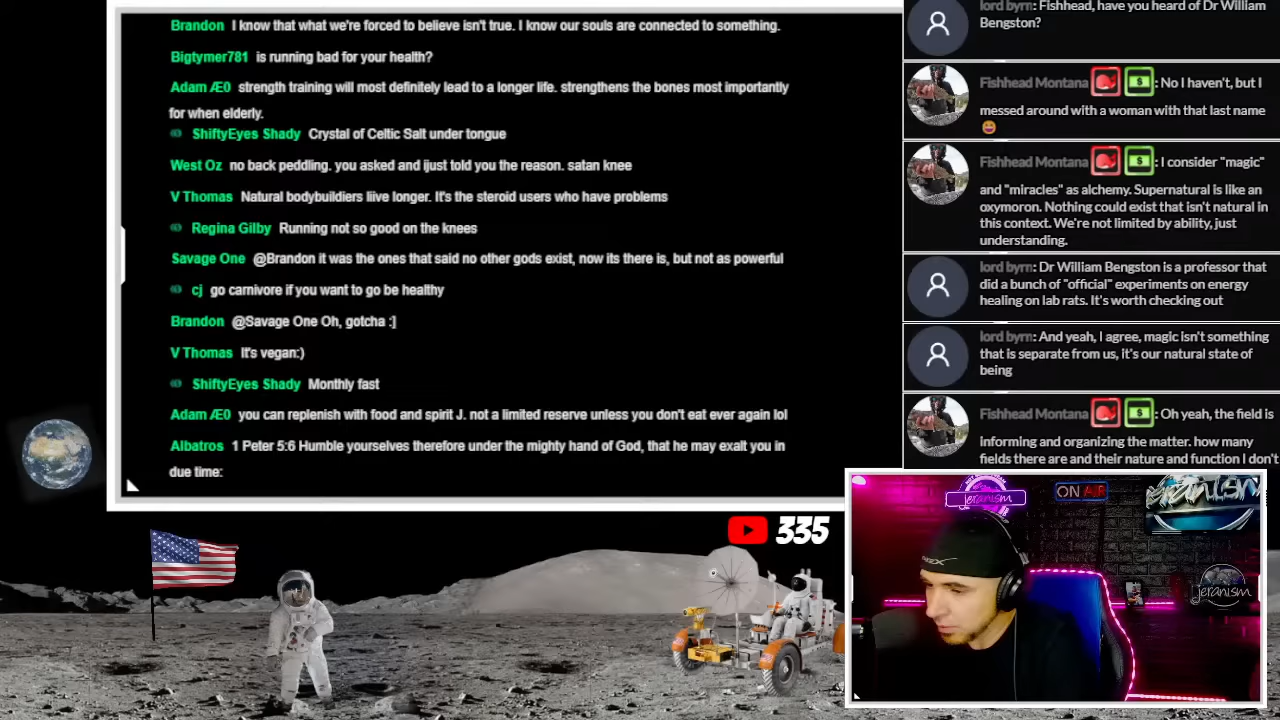 Brandon I know that what we're forced to believe isn't true. I know our souls are connected to something.
Bigtymer781 is running bad for your health?
Adam ÆO strength training will mst definitely lead to a longer life. strengthens the bones most importantly
for when elderly.
ShiftyEyes Shady Crystal of Celtic Salt under tongue
West Oz no back peddling. you asked and ijust told you the reason. satan knee
V Thomas Natural bodybuildiers liive longer. It's the steroid users who have problems
Regina Gilby Running not so good on the knees
Savage One @Brandon it was the ones that said no other gods exist, now its there is, but not as powerful
cj go carnivore if you want to go be healthy
Brandon @Savage One Oh, gotcha :]
V Thomas It's vegan:)
ShiftyEyes Shady Monthly fast
Adam ÆO you can replenish with food and spirit J. not a limited reserve unless you don't eat ever again lol
Albatros 1 Peter 5:6 Humble yourselves therefore under the mighty hand of God, that he may exalt you in
due time:
lord byrn: Fishhead, have you heard of Dr William
Bengston?
Fishhead Montana : No I haven't, but I
messed around with a woman with that last name
Fishhead Montana : I consider "magic"
and "miracles" as alchemy. Supernatural is like an
oxymoron. Nothing could exist that isn't natural in
this context. We're not limited by ability, just
understanding.
lord byrn: Dr William Bengston is a professor that
did a bunch of "official" experiments on energy
healing on lab rats. It's worth checking out
lord byrn: And yeah, I agree, magic isn't something
that is separate from us, it's our natural state of
being
Fishhead Montana : Oh yeah, the field is
informing and organizing the matter. how many
fields there are and their nature and function I don't
335
jeranism
ON AIR
jeranism
jeranism